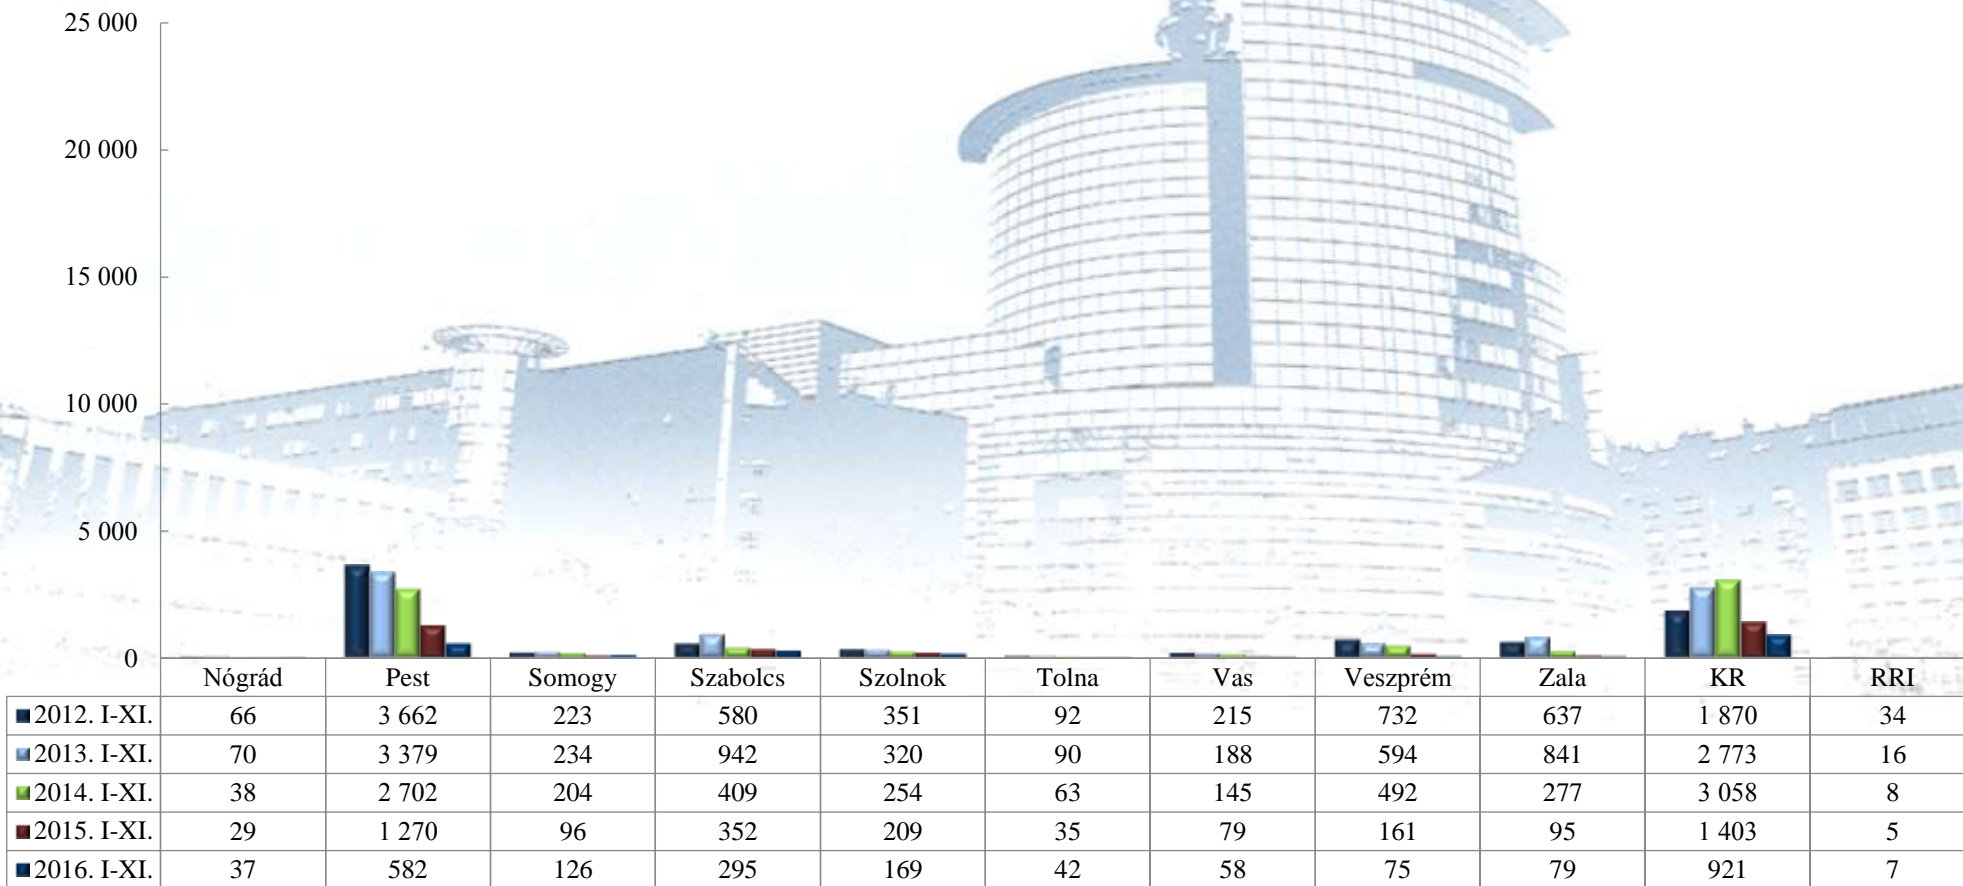 25 000
20 000
15 000
10 000
5 000
0
Nógrád Pest Somogy Szabolcs Szolnok Tolna Vas Veszprém Zala KR RRI
2012. I-XI. 66 3 662 223 580 351 92 215 732 637 1 870 34
2013. I-XI. 70 3 379 234 942 320 90 188 594 841 2 773 16
2014. I-XI. 38 2 702 204 409 254 63 145 492 277 3 058 8
2015. I-XI. 29 1 270 96 352 209 35 79 161 95 1 403 5
2016. I-XI. 37 582 126 295 169 42 58 75 79 921 7